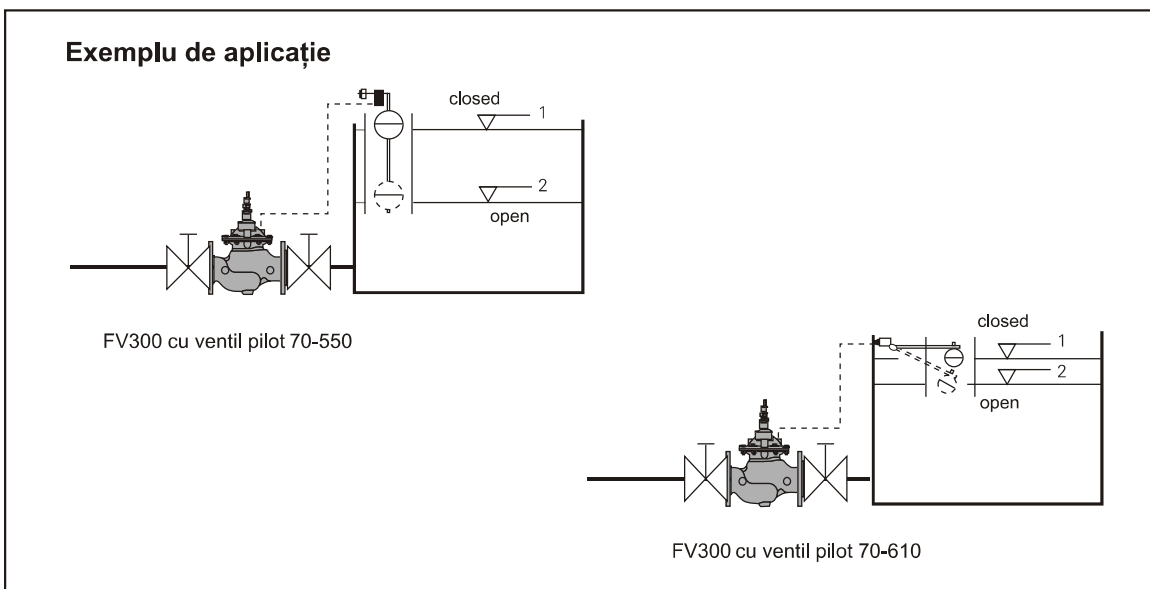 Exemplu de aplicație
closed
1
2
open
FV300 cu ventil pilot 70-550
closed
1
2
open
FV300 cu ventil pilot 70-610